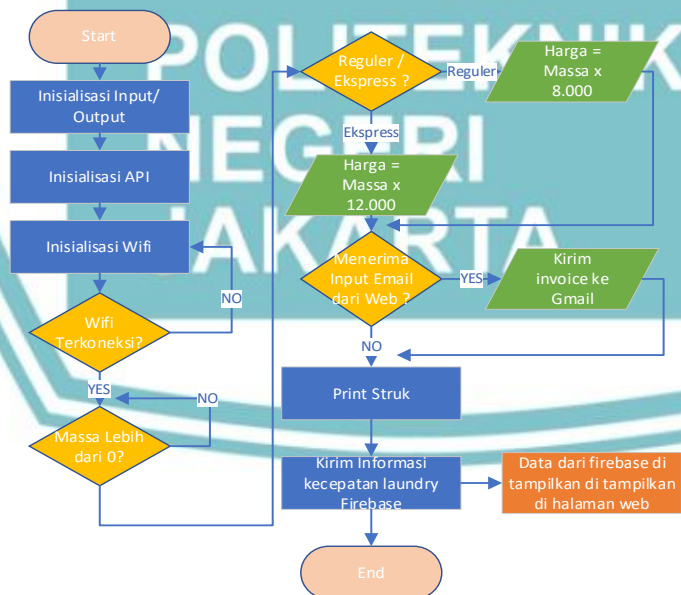 POLITEKNIK
NEGERI
JAKARTA
Start
Inisialisasi Input/
Output
Inisialisasi API
Inisialisasi Wifi
NO
Wifi
Terkoneksi?
YES
NO
Massa Lebih
dari 0?
Reguler /
Ekspress ?
Reguler
Harga =
Massa x
8.000
Ekspress
Harga =
Massa x
12.000
Menerima
Input Email
dari Web ?
YES
Kirim
invoice ke
Gmail
NO
Print Struk
Kirim Informasi
kecepatan laundry
Firebase
Data dari firebase di
tampilkan di tampilkan
di halaman web
End